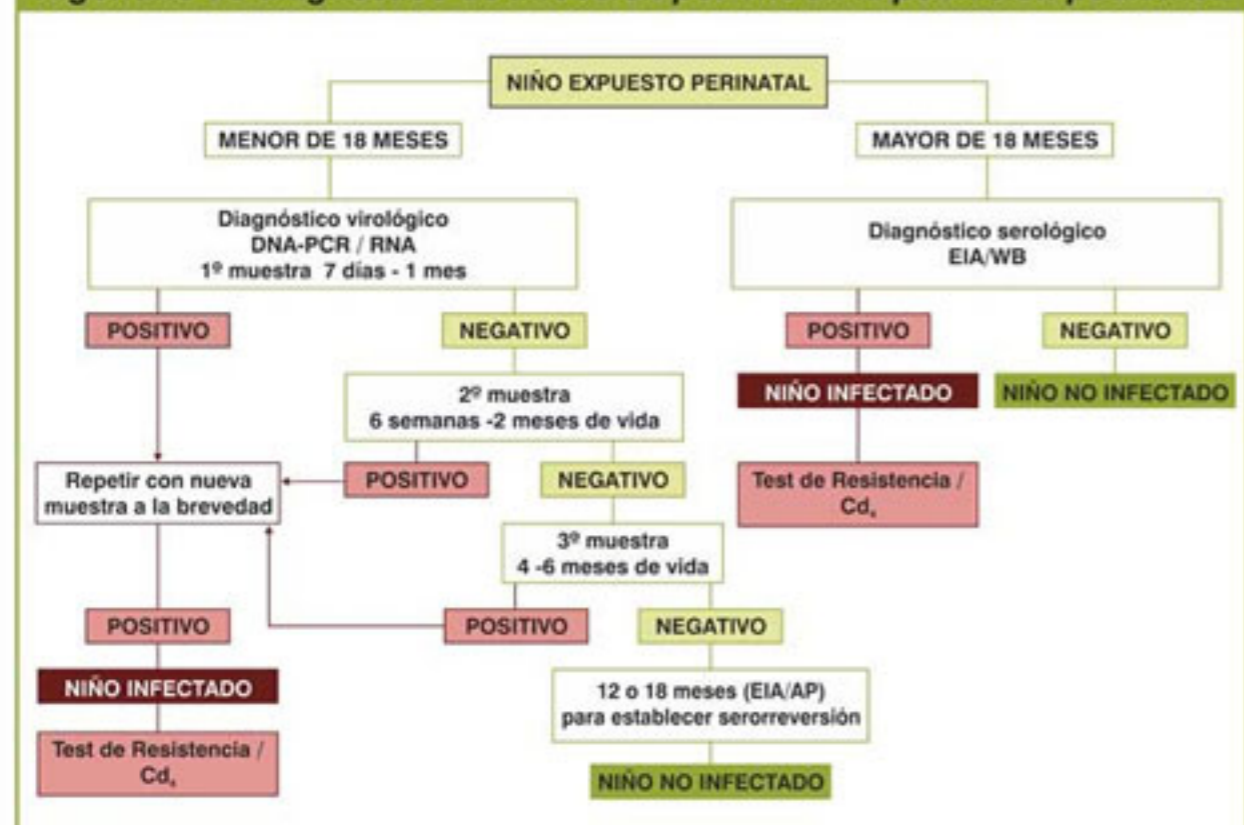 NIÑO EXPUESTO PERINATAL
MENOR DE 18 MESES
MAYOR DE 18 MESES
Diagnóstico virológico
DNA-PCR / RNA
1º muestra 7 días - 1 mes
Diagnóstico serológico
EIA/WB
POSITIVO
NEGATIVO
POSITIVO
NEGATIVO
2º muestra
6 semanas -2 meses de vida
NIÑO INFECTADO
NIÑO NO INFECTADO
Repetir con nueva
muestra a la brevedad
POSITIVO
NEGATIVO
Test de Resistencia /
Cd₄
3º muestra
4 -6 meses de vida
POSITIVO
POSITIVO
NEGATIVO
NIÑO INFECTADO
12 o 18 meses (EIA/AP)
para establecer serorreversión
Test de Resistencia /
Cd₄
NIÑO NO INFECTADO